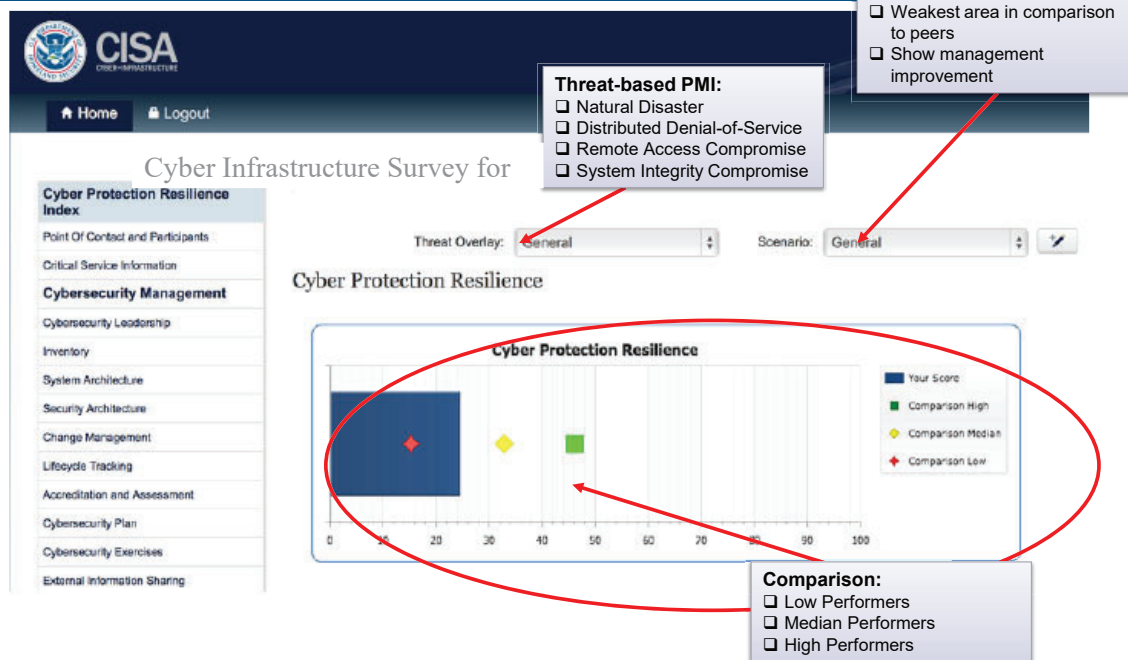 ☐ Weakest area in comparison
to peers
☐ Show management
improvement
CISA
CYBER+INFRASTRUCTURE
Threat-based PMI:
☐ Natural Disaster
☐ Distributed Denial-of-Service
☐ Remote Access Compromise
☐ System Integrity Compromise
Home Logout
Cyber Infrastructure Survey for
Cyber Protection Resilience
Index
Point Of Contact and Participants
Critical Service Information
Cybersecurity Management
Cybersecurity Leadership
Inventory
System Architecture
Security Architecture
Change Management
Lifecycle Tracking
Accreditation and Assessment
Cybersecurity Plan
Cybersecurity Exercises
External Information Sharing
Threat Overlay: General Scenario: General
Cyber Protection Resilience
Cyber Protection Resilience
Your Score
Comparison High
Comparison Median
Comparison Low
0 10 20 30 40 50 60 70 80 90 100
Comparison:
☐ Low Performers
☐ Median Performers
☐ High Performers